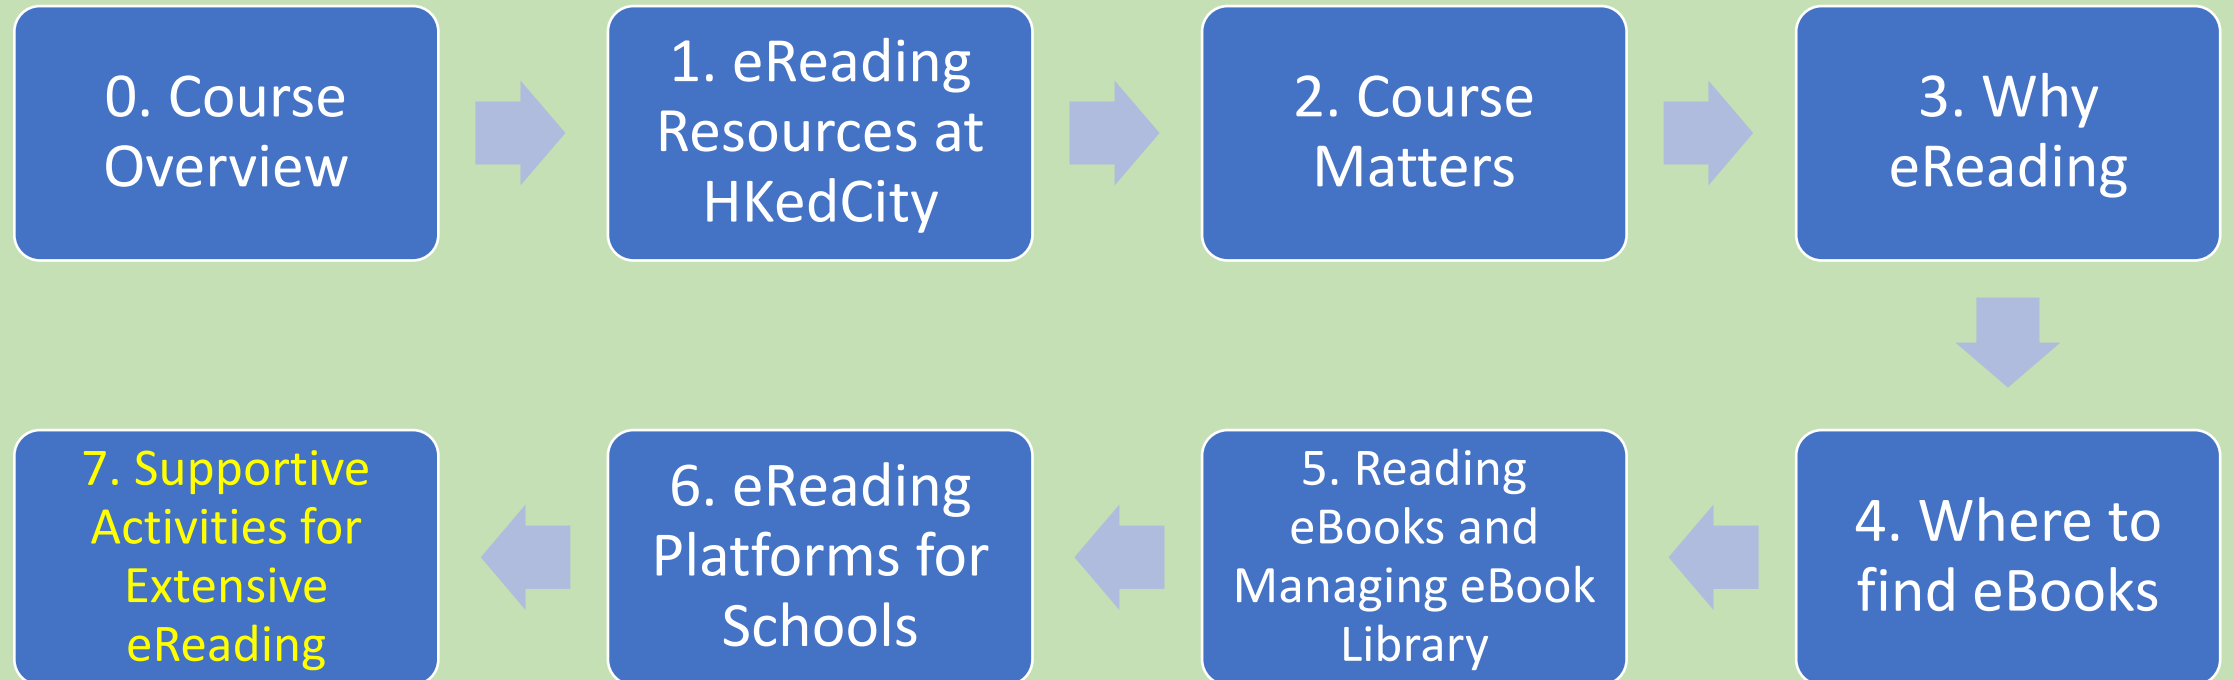 0. Course
Overview
1. eReading
Resources at
HKedCity
2. Course
Matters
3. Why
eReading
4. Where to
find eBooks
5. Reading
eBooks and
Managing eBook
Library
6. eReading
Platforms for
Schools
7. Supportive
Activities for
Extensive
eReading